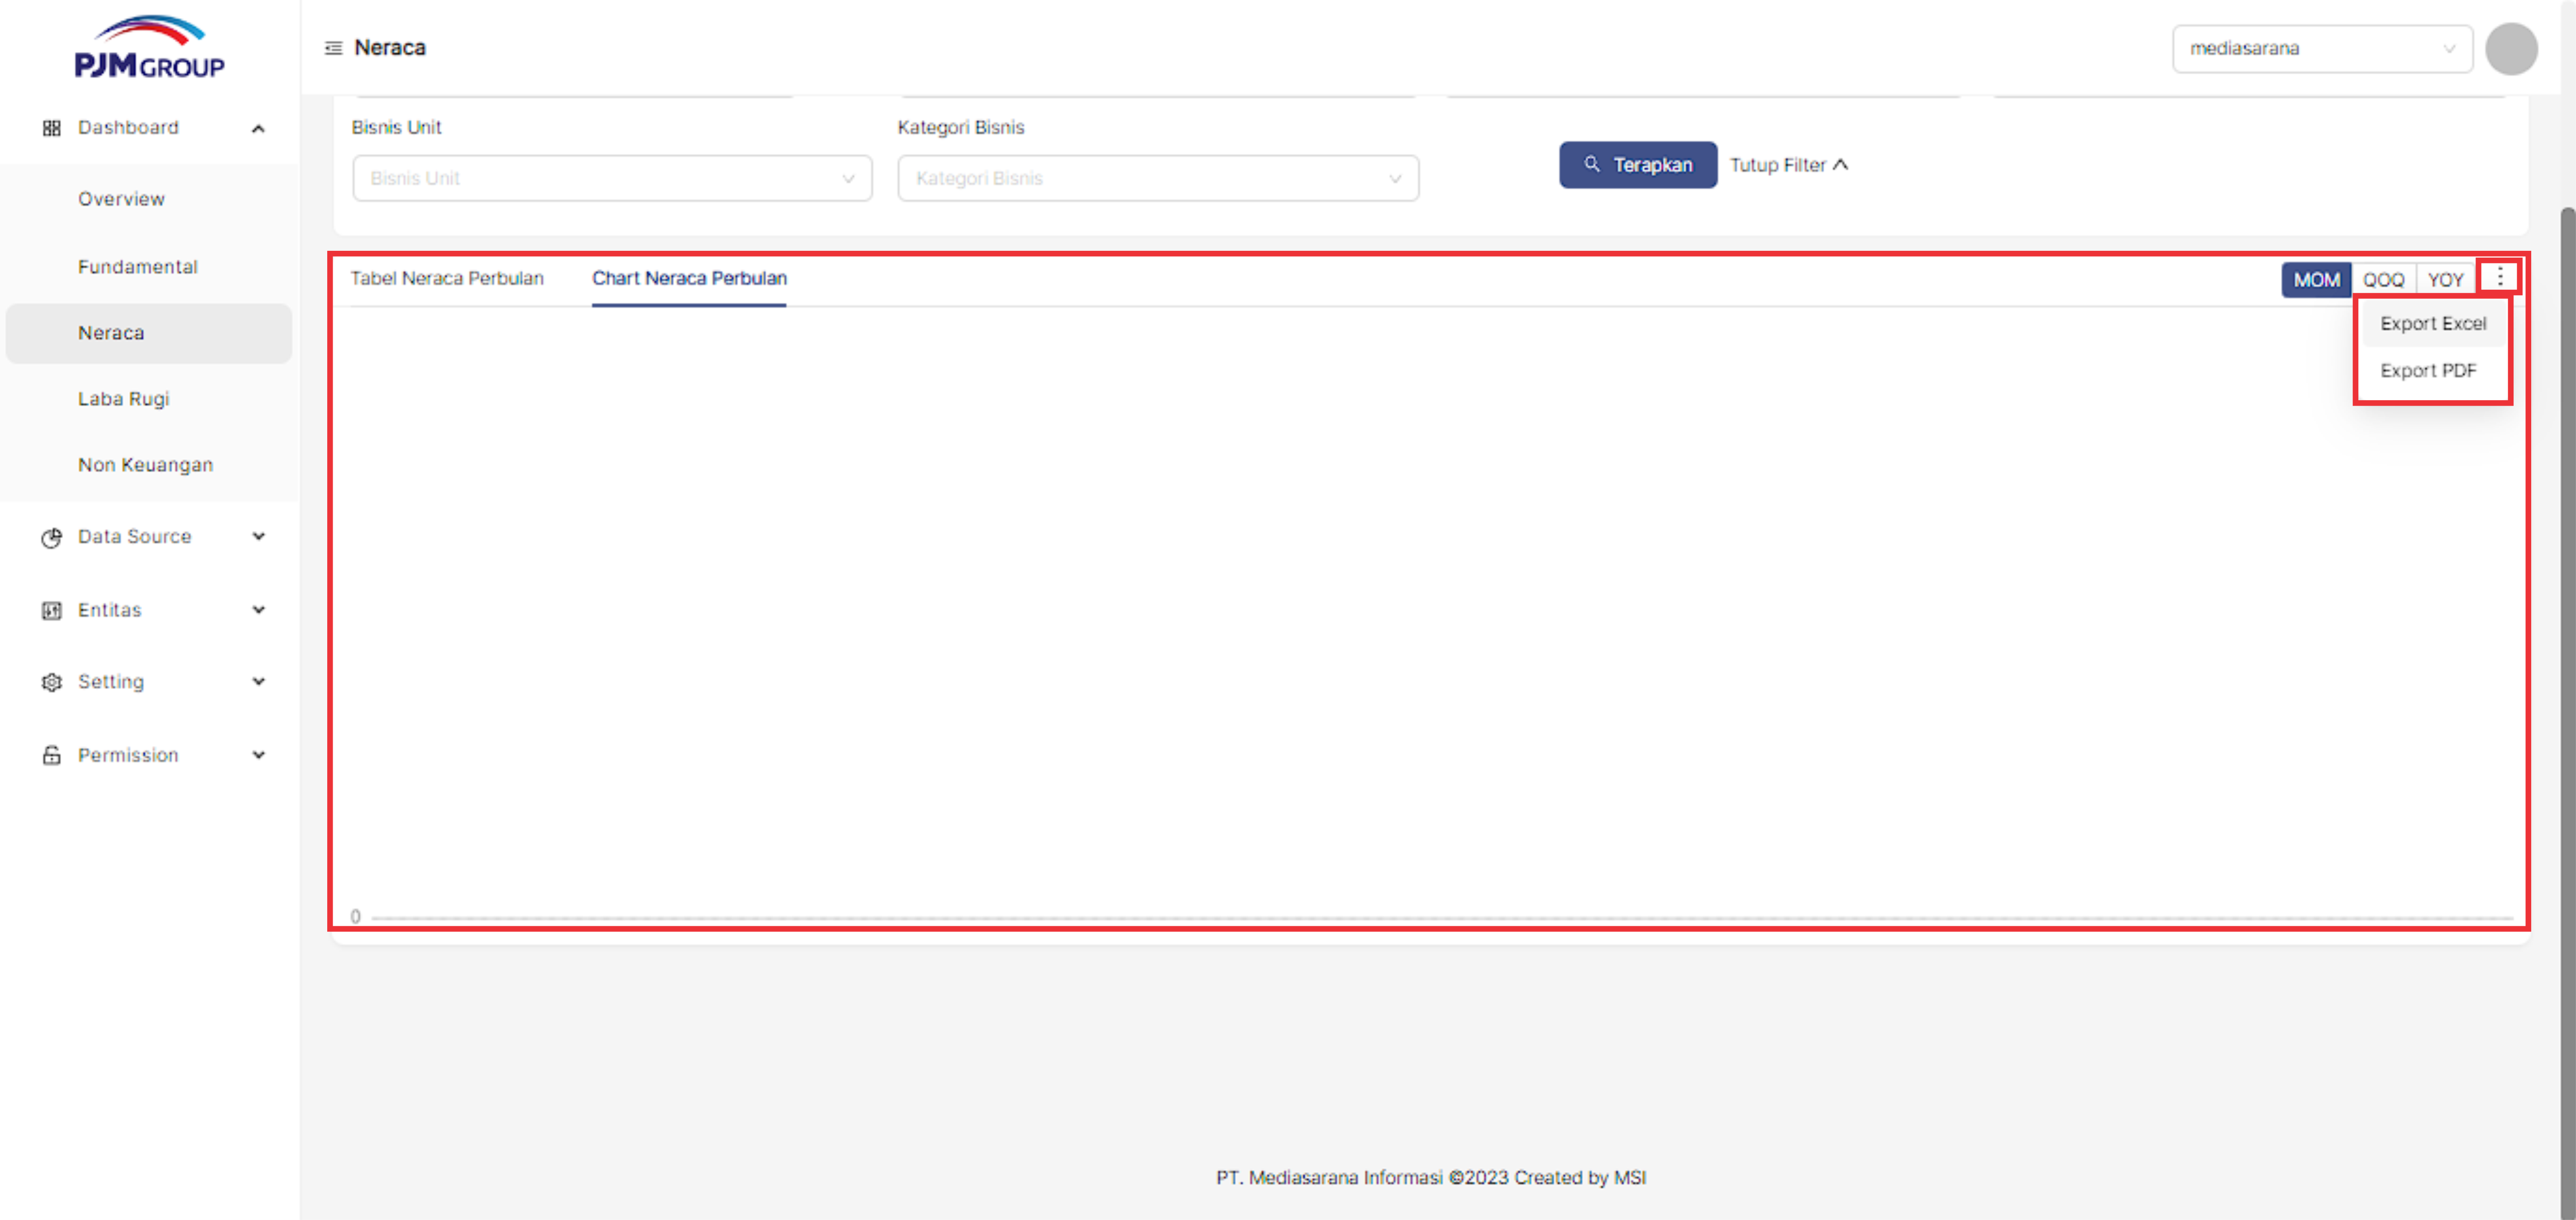 PJMGROUP
Neraca
mediasarana
Dashboard
Overview
Fundamental
Neraca
Laba Rugi
Non Keuangan
Data Source
Entitas
Setting
Permission
Bisnis Unit
Kategori Bisnis
Bisnis Unit
Kategori Bisnis
Terapkan
Tutup Filter
Tabel Neraca Perbulan
Chart Neraca Perbulan
MOM
QOQ
YOY
Export Excel
Export PDF
0
PT. Mediasarana Informasi ©2023 Created by MSI